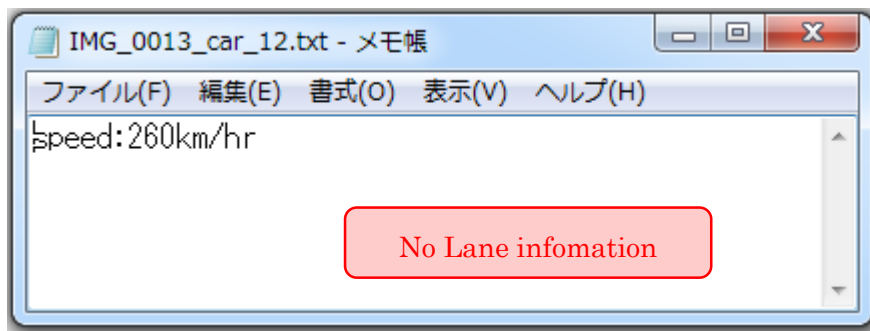 IMG_0013_car_12.txt - メモ帳
ファイル(F) 編集(E) 書式(O) 表示(V) ヘルプ(H)
speed:260km/hr
No Lane infomation